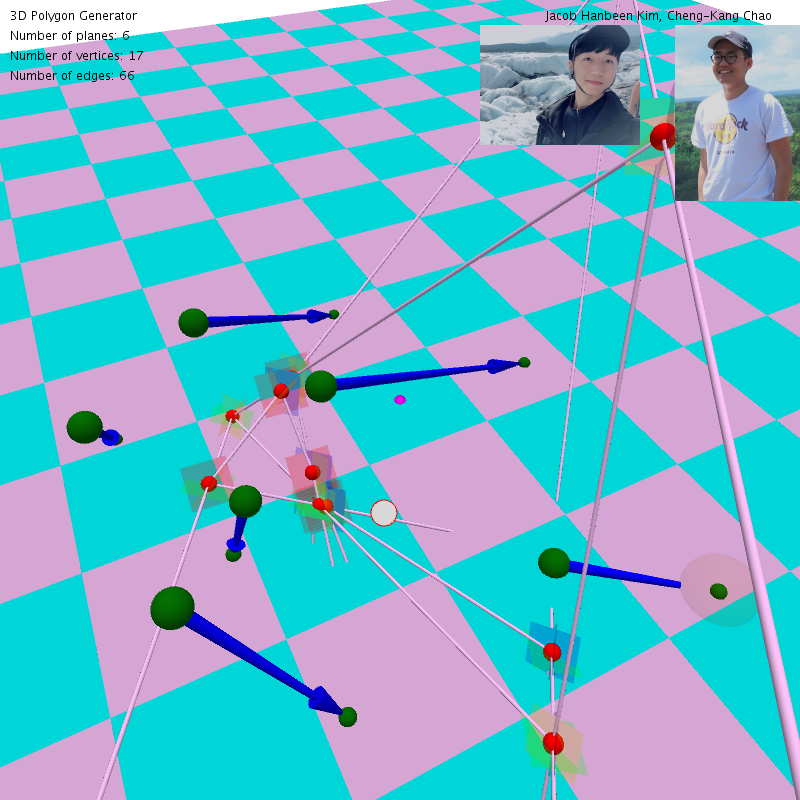 3D Polygon Generator
Jacob Hanbeen Kim, Cheng-Kang Chao
Number of planes: 6
Number of vertices: 17
Number of edges: 66